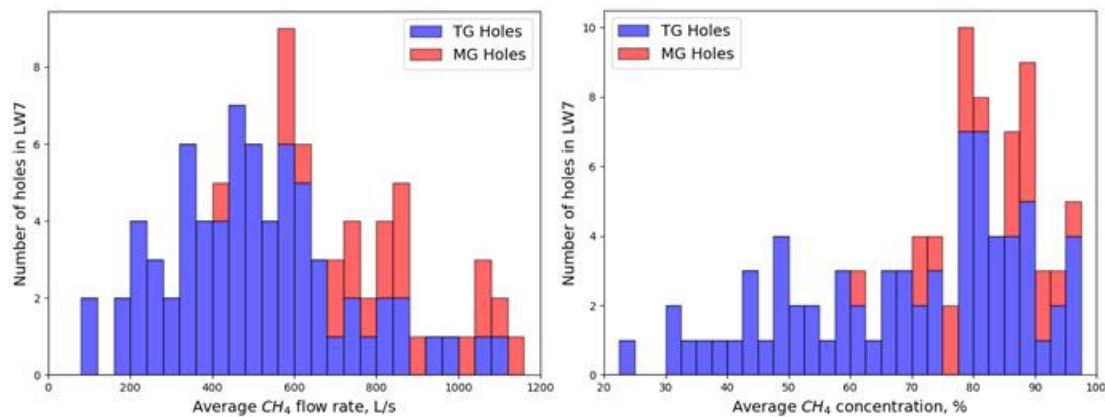 TG Holes
MG Holes
Number of holes in LW7
8
6
4
2
0
0 200 400 600 800 1000 1200
Average CH₄ flow rate, L/s
TG Holes
MG Holes
Number of holes in LW7
10
8
6
4
2
0
20 30 40 50 60 70 80 90 100
Average CH₄ concentration, %